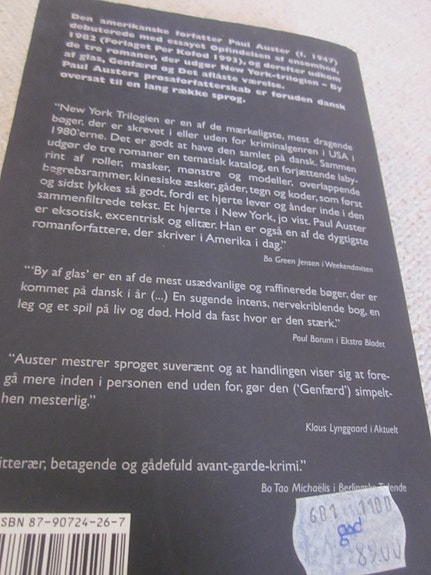 Den amerikanske forfatter Paul Auster (f. 1947)
debuterede med essayet Opfindelsen af ensomhed,
1982 (Forlaget Per Kofod 1993), og derefter udkom
de tre romaner, der udgør New York-trilogien – By
af glas, Genfærd og Det aflåste værelse.
Paul Austers prosaforfatterskab er foruden dansk
oversat til en lang række sprog.
"New York Trilogien er en af de mærkeligste, mest dragende
bøger, der er skrevet i eller uden for kriminalgenren i USA i
1980'erne. Det er godt at have den samlet på dansk. Sammen
udgør de tre romaner en tematisk katalog, en forjættende laby-
rint af roller, masker, mønstre og modeller, overlappende
begrebsrammer, kinesiske æsker, gåder, tegn og koder, som først
og sidst lykkes så godt, fordi et hjerte lever og ånder inde i den
sammenfiltrede tekst. Et hjerte i New York, jo vist. Paul Auster
er eksotisk, excentrisk og elitær. Han er også en af de dygtigste
romanforfattere, der skriver i Amerika i dag."
Bo Green Jensen i Weekendavisen
"'By af glas' er en af de mest usædvanlige og raffinerede bøger, der er
kommet på dansk i år (...) En sugende intens, nervekriblende bog, en
leg og et spil på liv og død. Hold da fast hvor er den stærk."
Poul Borum i Ekstra Bladet
"Auster mestrer sproget suverænt og at handlingen viser sig at fore-
gå mere inden i personen end uden for, gør den ('Genfærd') simpelt-
hen mesterlig."
Klaus Lynggaard i Aktuelt
itterær, betagende og gådefuld avant-garde-krimi."
Bo Tao Michaëlis i Berlingske Tidende
ISBN 87-90724-26-7
601 1100
god
89.00